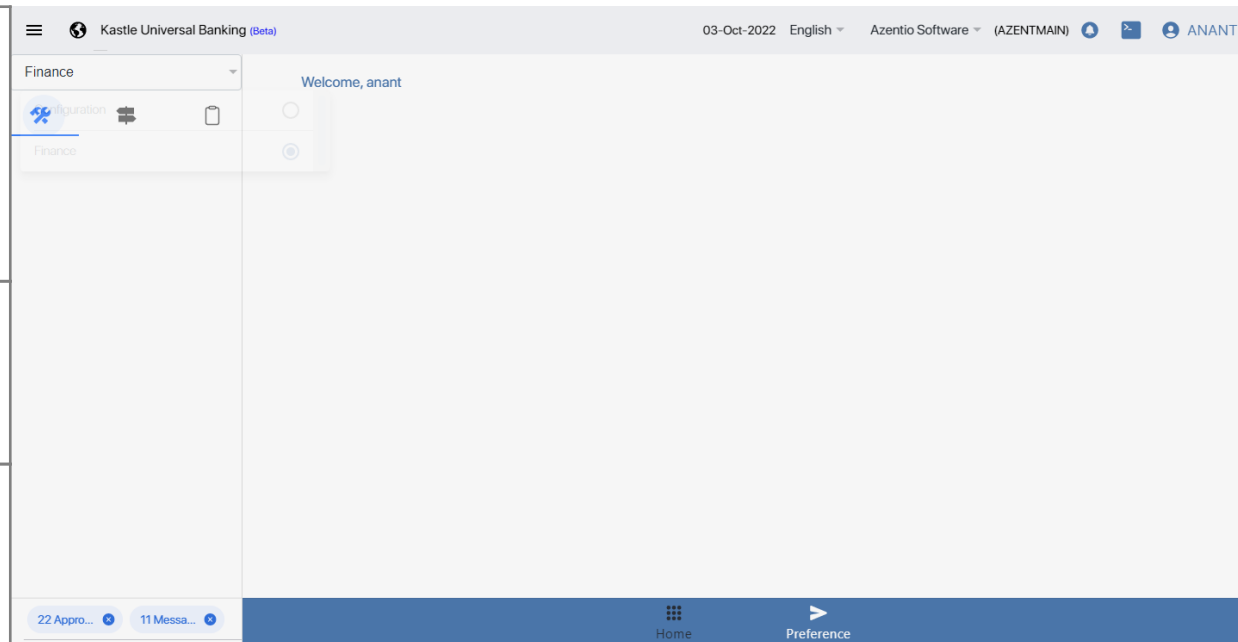 Kastle Universal Banking (Beta)
03-Oct-2022 English Azentio Software (AZENTMAIN) ANANT
Finance
Welcome, anant
Configuration
Finance
22 Appro... 11 Messa...
Home Preference